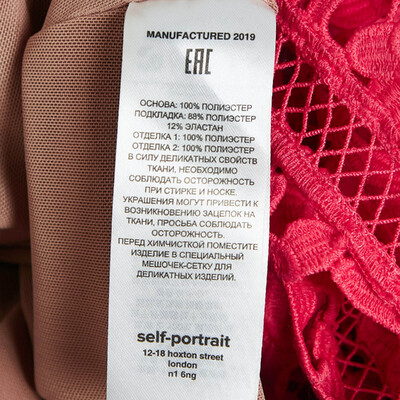 MANUFACTURED 2019
EAC
ОСНОВА: 100% ПОЛИЭСТЕР
ПОДКЛАДКА: 88% ПОЛИЭСТЕР
12% ЭЛАСТАН
ОТДЕЛКА 1: 100% ПОЛИЭСТЕР
ОТДЕЛКА 2: 100% ПОЛИЭСТЕР
В СИЛУ ДЕЛИКАТНЫХ СВОЙСТВ
ТКАНИ, НЕОБХОДИМО
СОБЛЮДАТЬ ОСТОРОЖНОСТЬ
ПРИ СТИРКЕ И НОСКЕ.
УКРАШЕНИЯ МОГУТ ПРИВЕСТИ К
ВОЗНИКНОВЕНИЮ ЗАЦЕПОК НА
ТКАНИ, ПРОСЬБА СОБЛЮДАТЬ
ОСТОРОЖНОСТЬ.
ПЕРЕД ХИМЧИСТКОЙ ПОМЕСТИТЕ
ИЗДЕЛИЕ В СПЕЦИАЛЬНЫЙ
МЕШОЧЕК-СЕТКУ ДЛЯ
ДЕЛИКАТНЫХ ИЗДЕЛИЙ.
self-portrait
12-18 hoxton street
london
n1 6ng